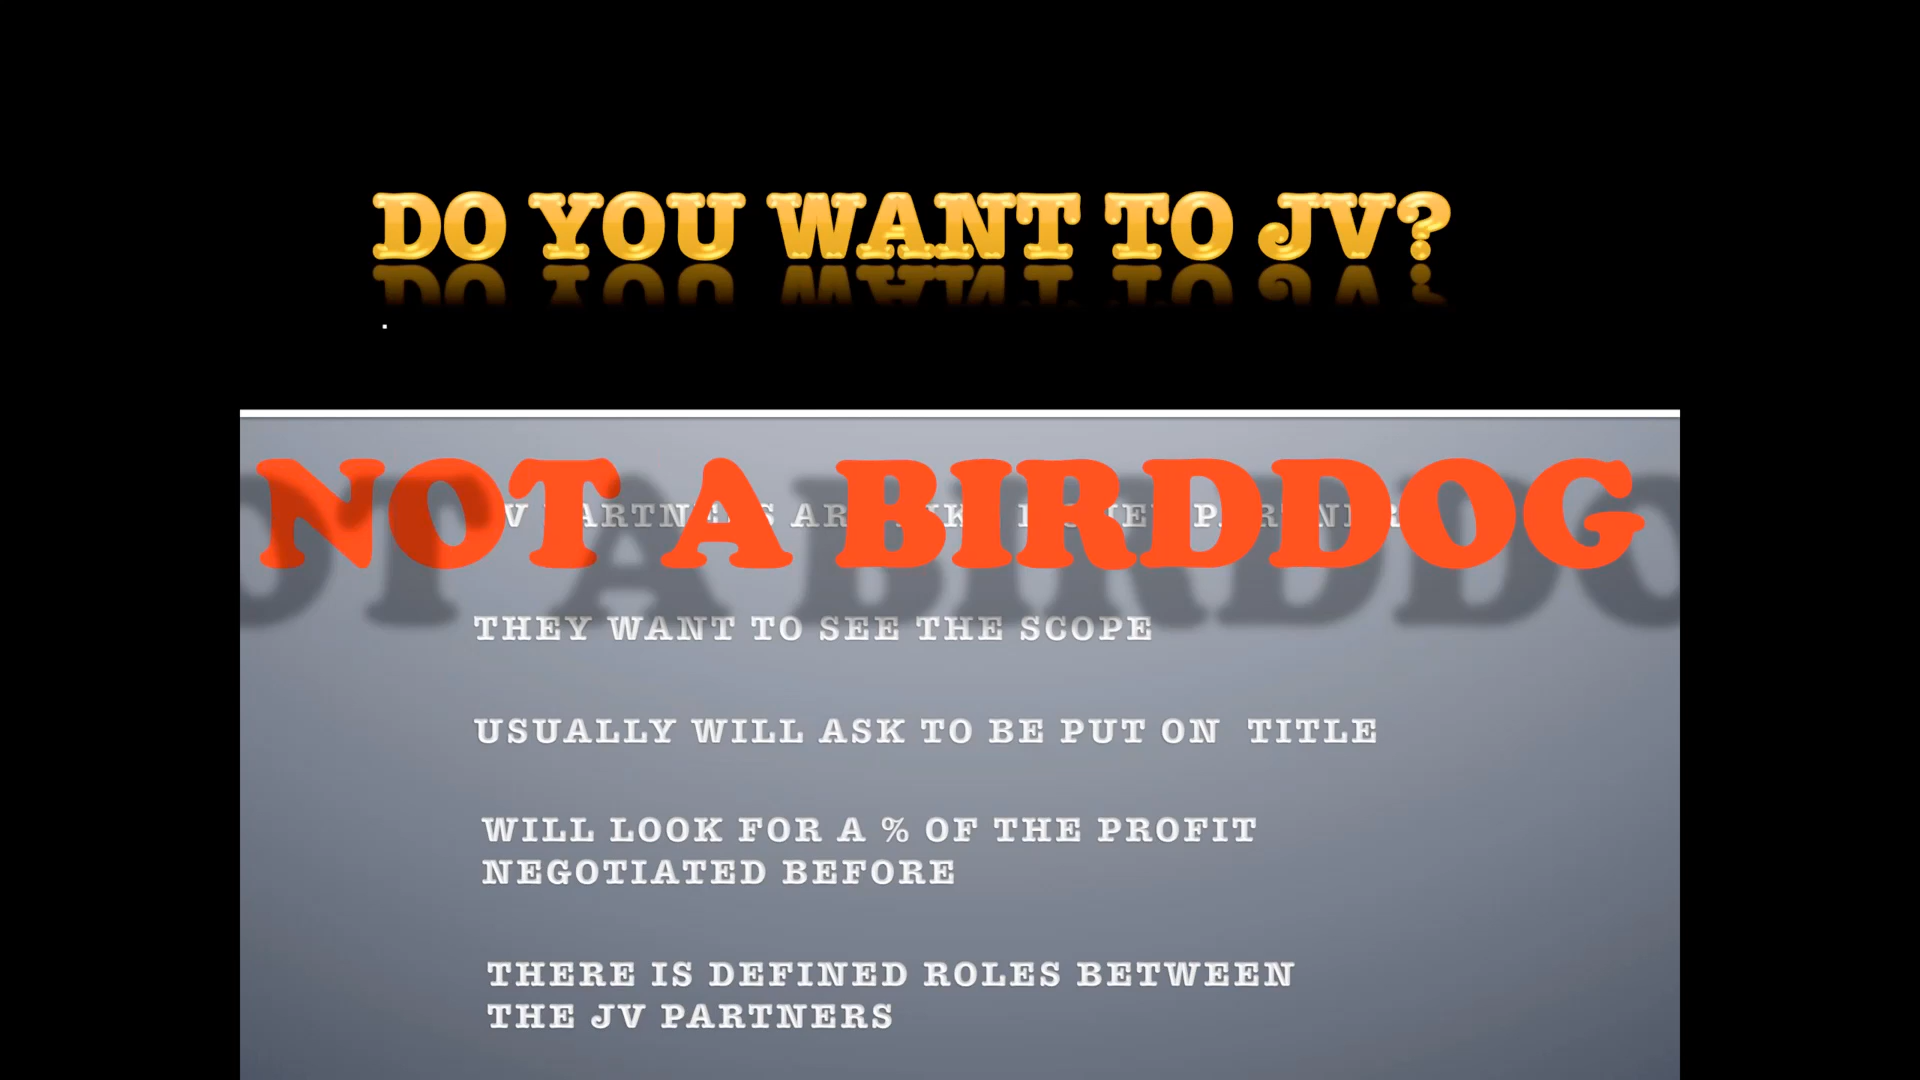 DO YOU WANT TO JV?
NOT A BIRDDOG
THEY WANT TO SEE THE SCOPE
USUALLY WILL ASK TO BE PUT ON TITLE
WILL LOOK FOR A % OF THE PROFIT
NEGOTIATED BEFORE
THERE IS DEFINED ROLES BETWEEN
THE JV PARTNERS